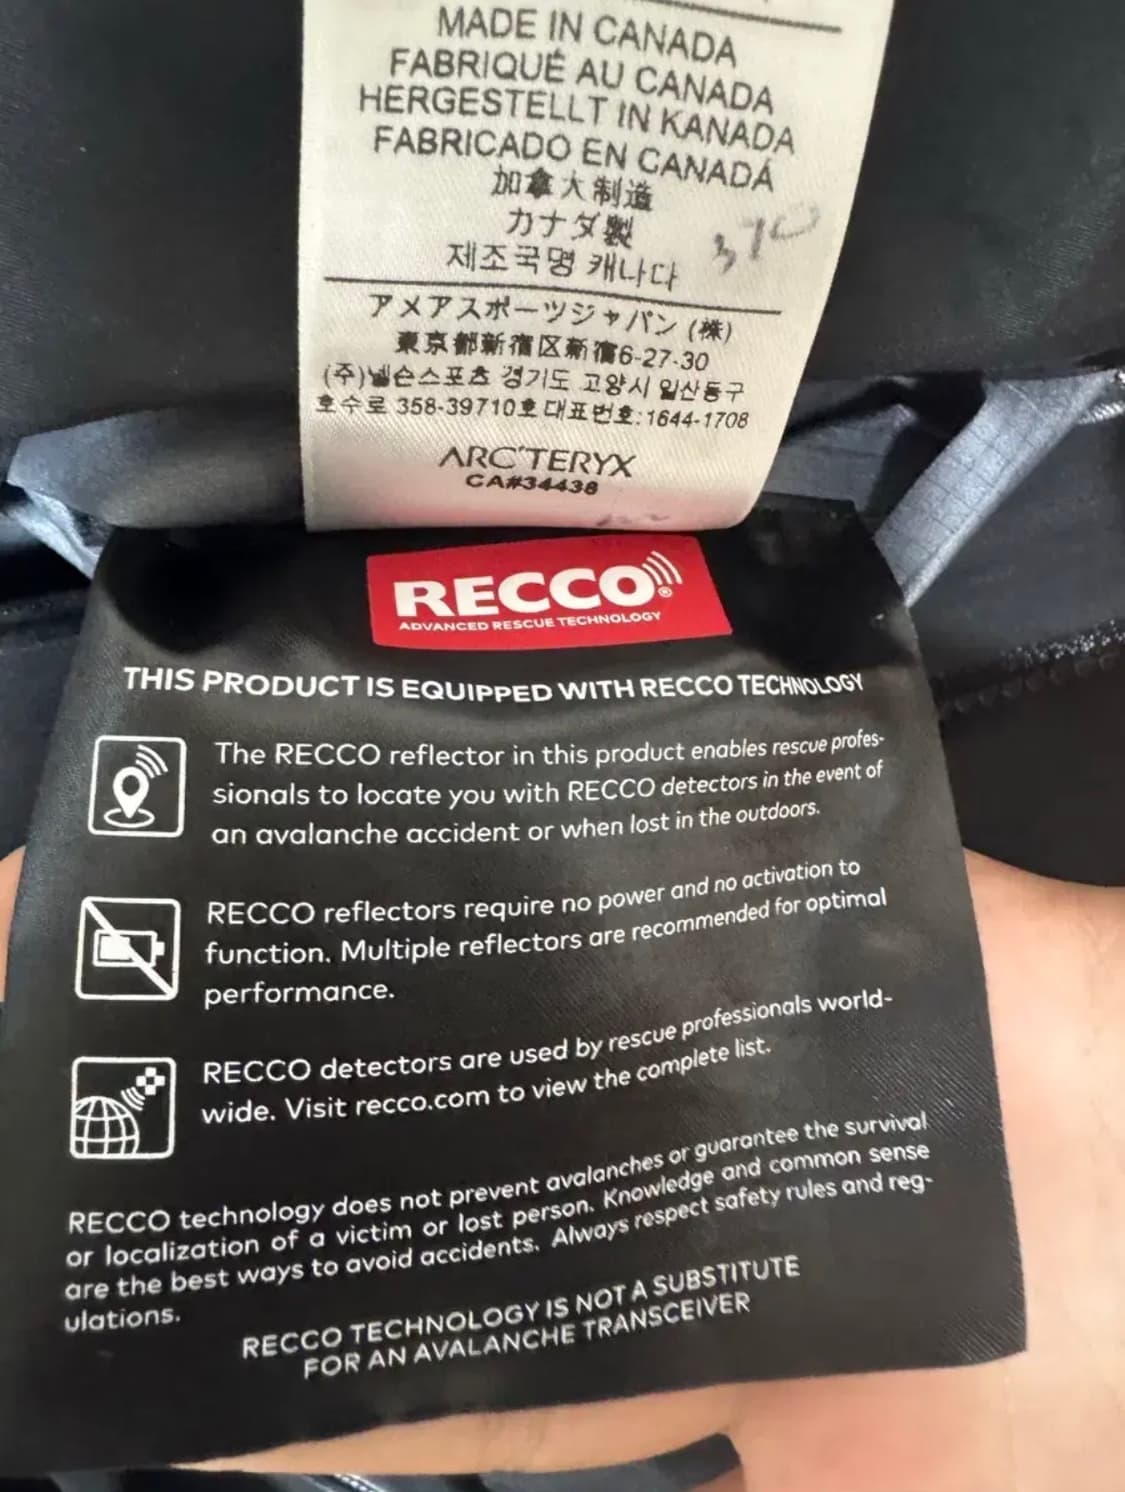 MADE IN CANADA
FABRIQUÉ AU CANADA
HERGESTELLT IN KANADA
FABRICADO EN CANADÁ
加拿大制造
カナダ製
제조국명 캐나다
370
アメアスポーツジャパン (株)
東京都新宿区新宿6-27-30
(주)넬슨스포츠 경기도 고양시 일산동구
호수로 358-39710호 대표번호:1644-1708
ARC'TERYX
CA#34438
RECCO®
ADVANCED RESCUE TECHNOLOGY
THIS PRODUCT IS EQUIPPED WITH RECCO TECHNOLOGY
The RECCO reflector in this product enables rescue profes-
sionals to locate you with RECCO detectors in the event of
an avalanche accident or when lost in the outdoors.
RECCO reflectors require no power and no activation to
function. Multiple reflectors are recommended for optimal
performance.
RECCO detectors are used by rescue professionals world-
wide. Visit recco.com to view the complete list.
RECCO technology does not prevent avalanches or guarantee the survival
or localization of a victim or lost person. Knowledge and common sense
are the best ways to avoid accidents. Always respect safety rules and reg-
ulations.
RECCO TECHNOLOGY IS NOT A SUBSTITUTE
FOR AN AVALANCHE TRANSCEIVER